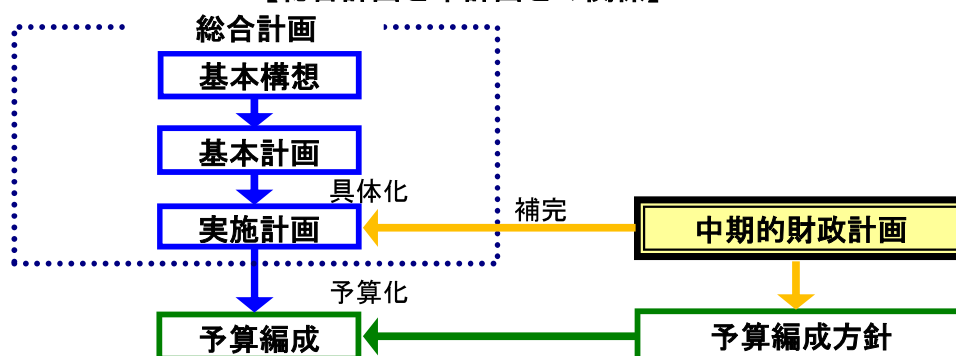 総合計画
基本構想
基本計画
具体化
実施計画
補完
中期的財政計画
予算化
予算編成
予算編成方針